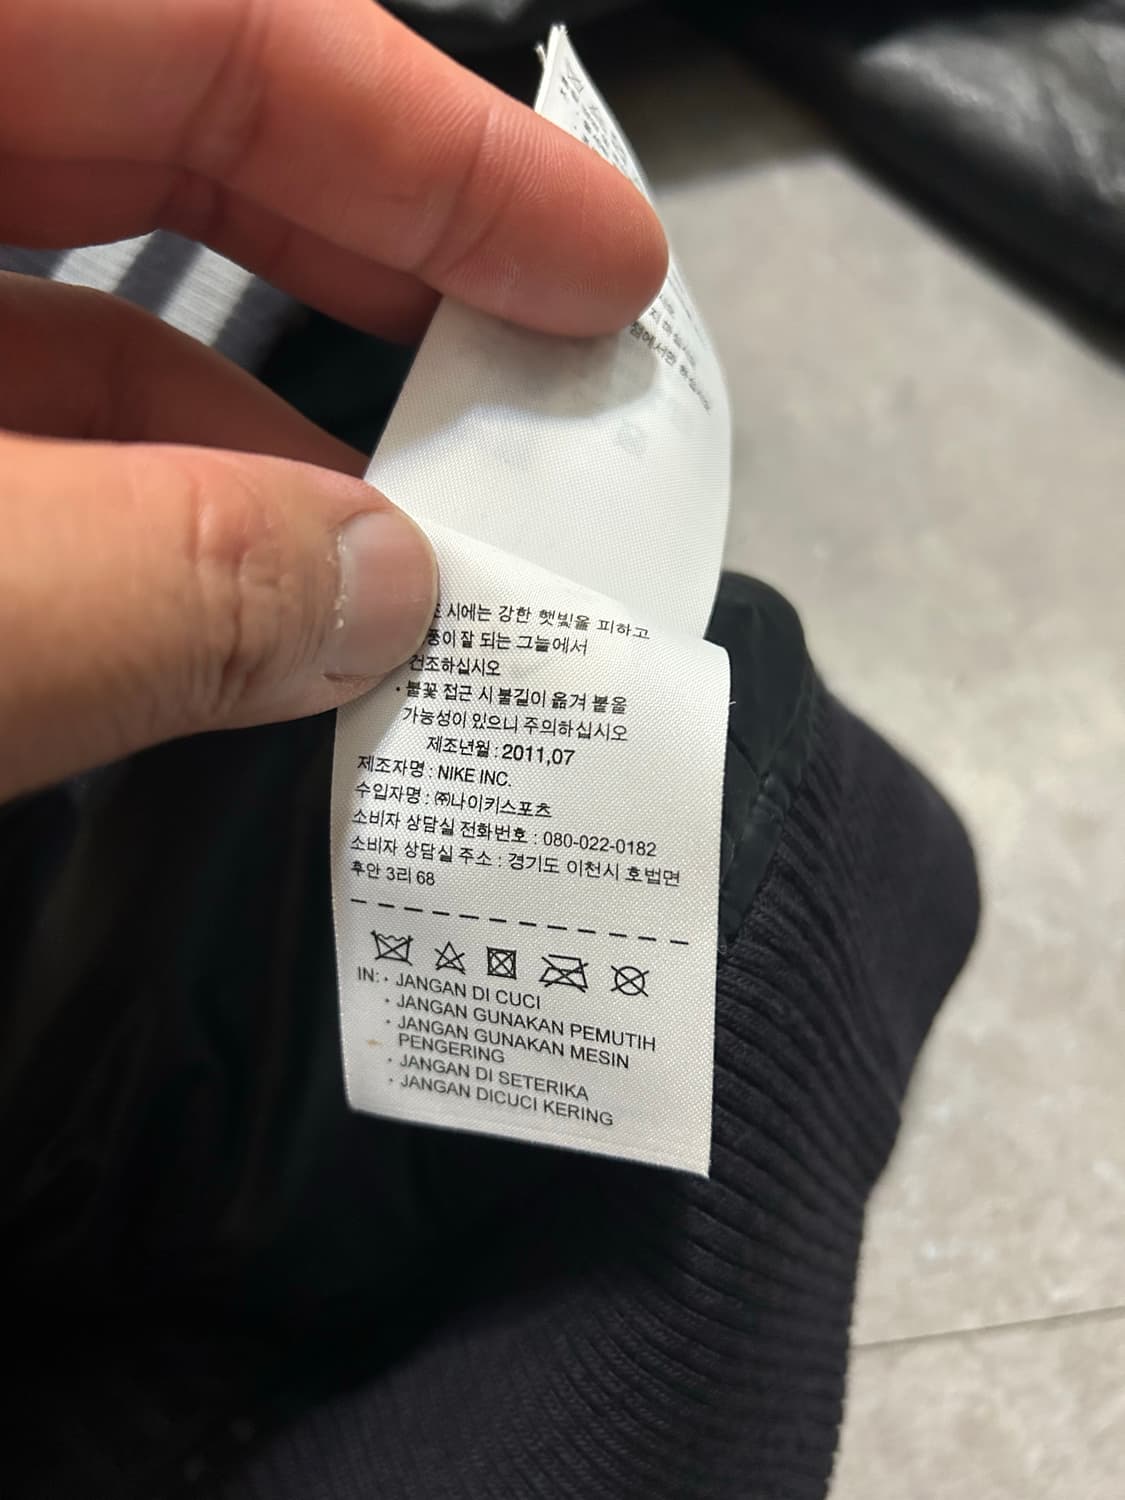 시에는 강한 햇빛을 피하고
잘 되는 그늘에서
건조하십시오
• 불꽃 접근 시 불길이 옮겨 붙을
가능성이 있으니 주의하십시오
제조년월 : 2011,07
제조자명 : NIKE INC.
수입자명 : ㈜나이키스포츠
소비자 상담실 전화번호 : 080-022-0182
소비자 상담실 주소 : 경기도 이천시 호법면
후안 3리 68
IN: • JANGAN DI CUCI
• JANGAN GUNAKAN PEMUTIH
• JANGAN GUNAKAN MESIN
PENGERING
• JANGAN DI SETERIKA
• JANGAN DICUCI KERING